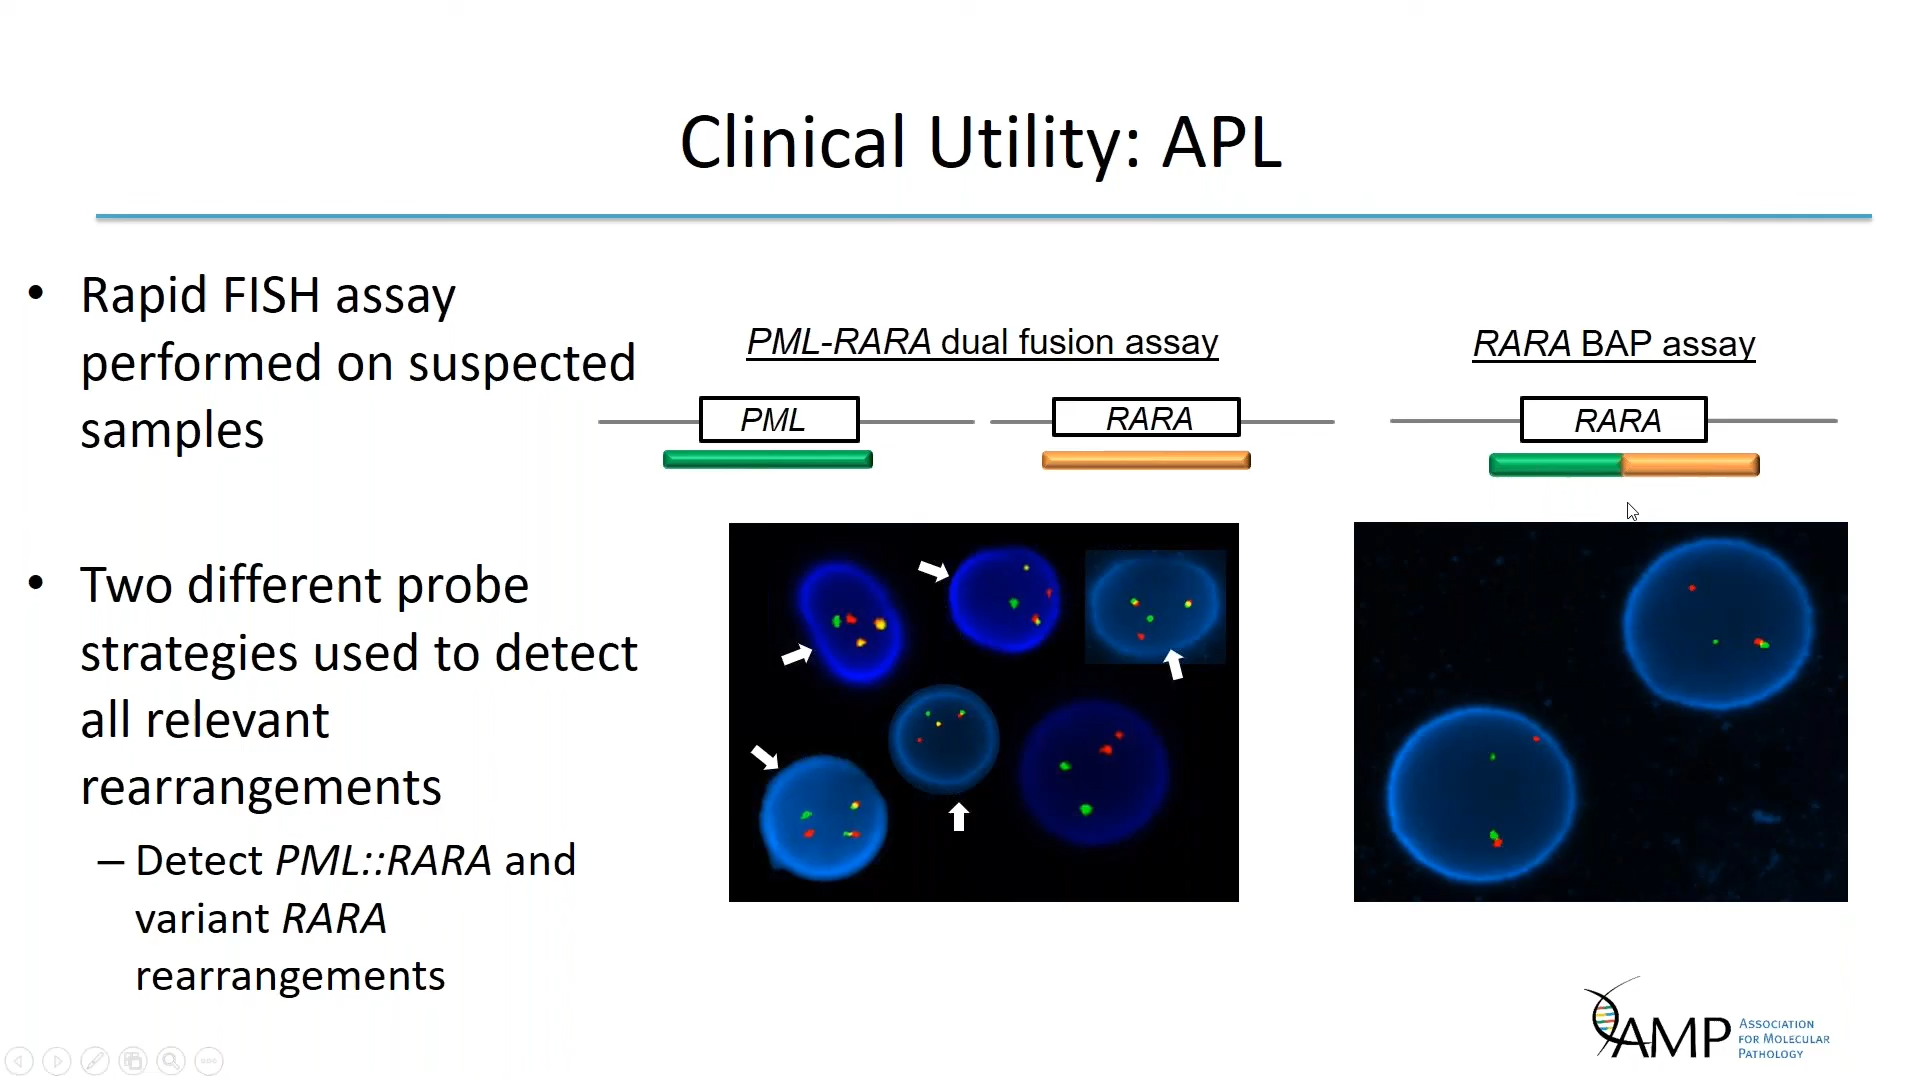 Clinical Utility: APL
• Rapid FISH assay
performed on suspected
samples
• Two different probe
strategies used to detect
all relevant
rearrangements
– Detect PML::RARA and
variant RARA
rearrangements
PML-RARA dual fusion assay
PML
RARA
RARA BAP assay
RARA
AMP
ASSOCIATION
FOR MOLECULAR
PATHOLOGY